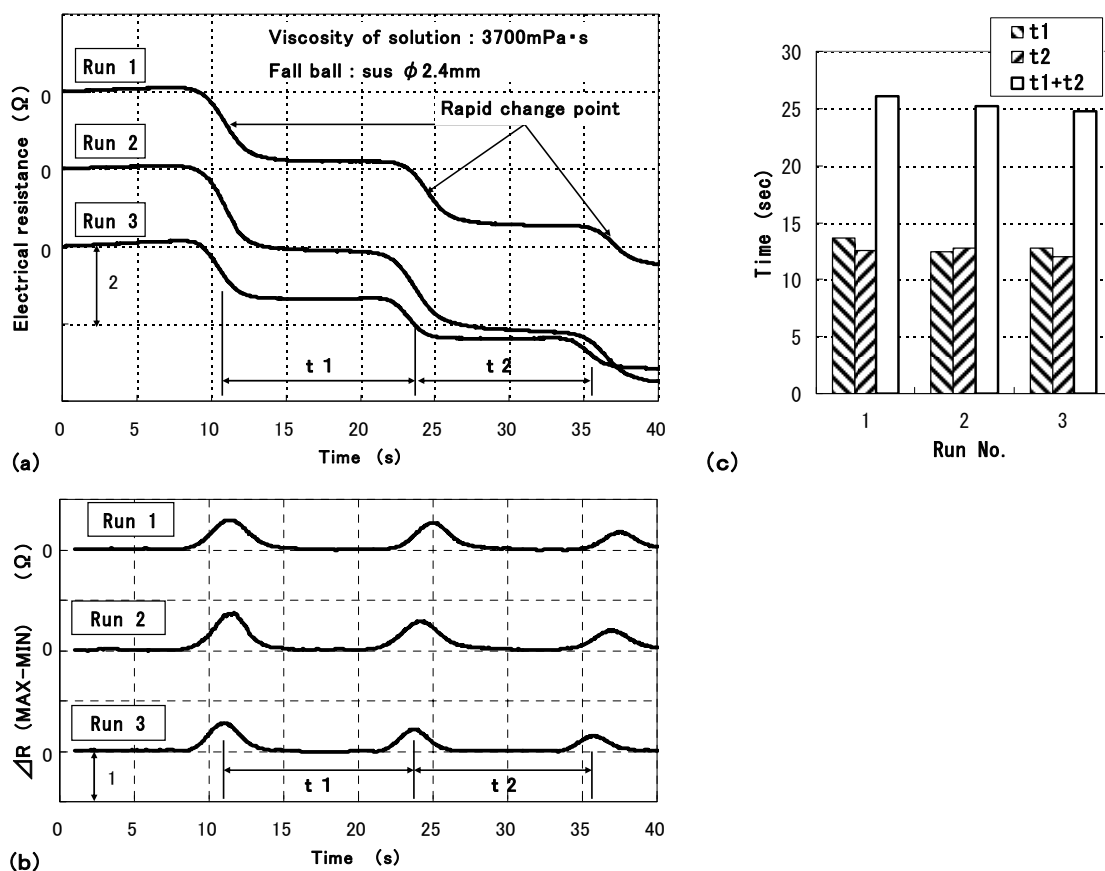 Viscosity of solution : 3700mPa・s
Fall ball : sus φ2.4mm
Run 1
Rapid change point
Run 2
Run 3
0
0
0
2
t 1
t 2
Electrical resistance (Ω)
0 5 10 15 20 25 30 35 40
Time (s)
(a)
t1
t2
t1+t2
30
25
20
15
10
5
0
Time (sec)
1 2 3
Run No.
(c)
Run 1
0
Run 2
0
Run 3
0
1
t 1
t 2
⊿R (MAX-MIN) (Ω)
0 5 10 15 20 25 30 35 40
Time (s)
(b)